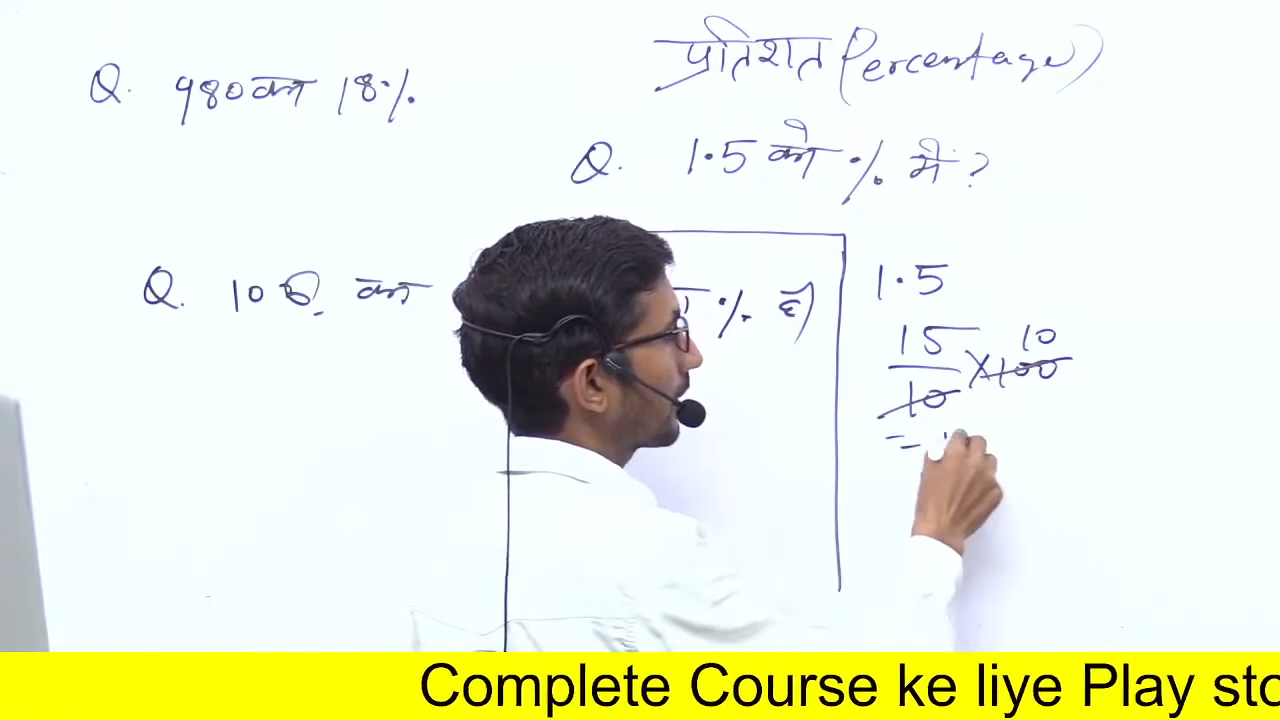 प्रतिशत (Percentage)
Q. 980 का 18%
Q. 1.5 को % में ?
Q. 10 का
% है)
1.5
15
10
× 100
10
=
Complete Course ke liye Play sto